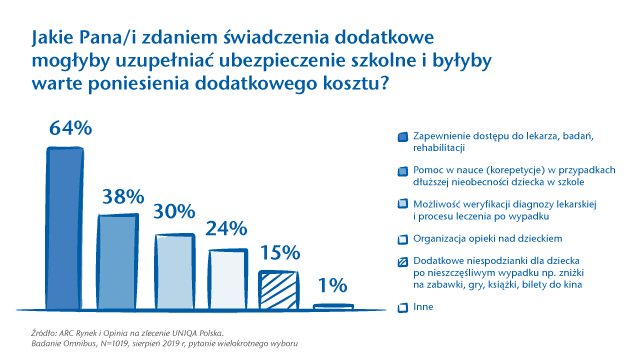 Jakie Pana/i zdaniem świadczenia dodatkowe
mogłyby uzupełniać ubezpieczenie szkolne i byłyby
warte poniesienia dodatkowego kosztu?
64%
38%
30%
24%
15%
1%
Zapewnienie dostępu do lekarza, badań,
rehabilitacji
Pomoc w nauce (korepetycje) w przypadkach
dłuższej nieobecności dziecka w szkole
Możliwość weryfikacji diagnozy lekarskiej
i procesu leczenia po wypadku
Organizacja opieki nad dzieckiem
Dodatkowe niespodzianki dla dziecka
po nieszczęśliwym wypadku np. zniżki
na zabawki, gry, książki, bilety do kina
Inne
Źródło: ARC Rynek i Opinia na zlecenie UNIQA Polska.
Badanie Omnibus, N=1019, sierpień 2019 r, pytanie wielokrotnego wyboru